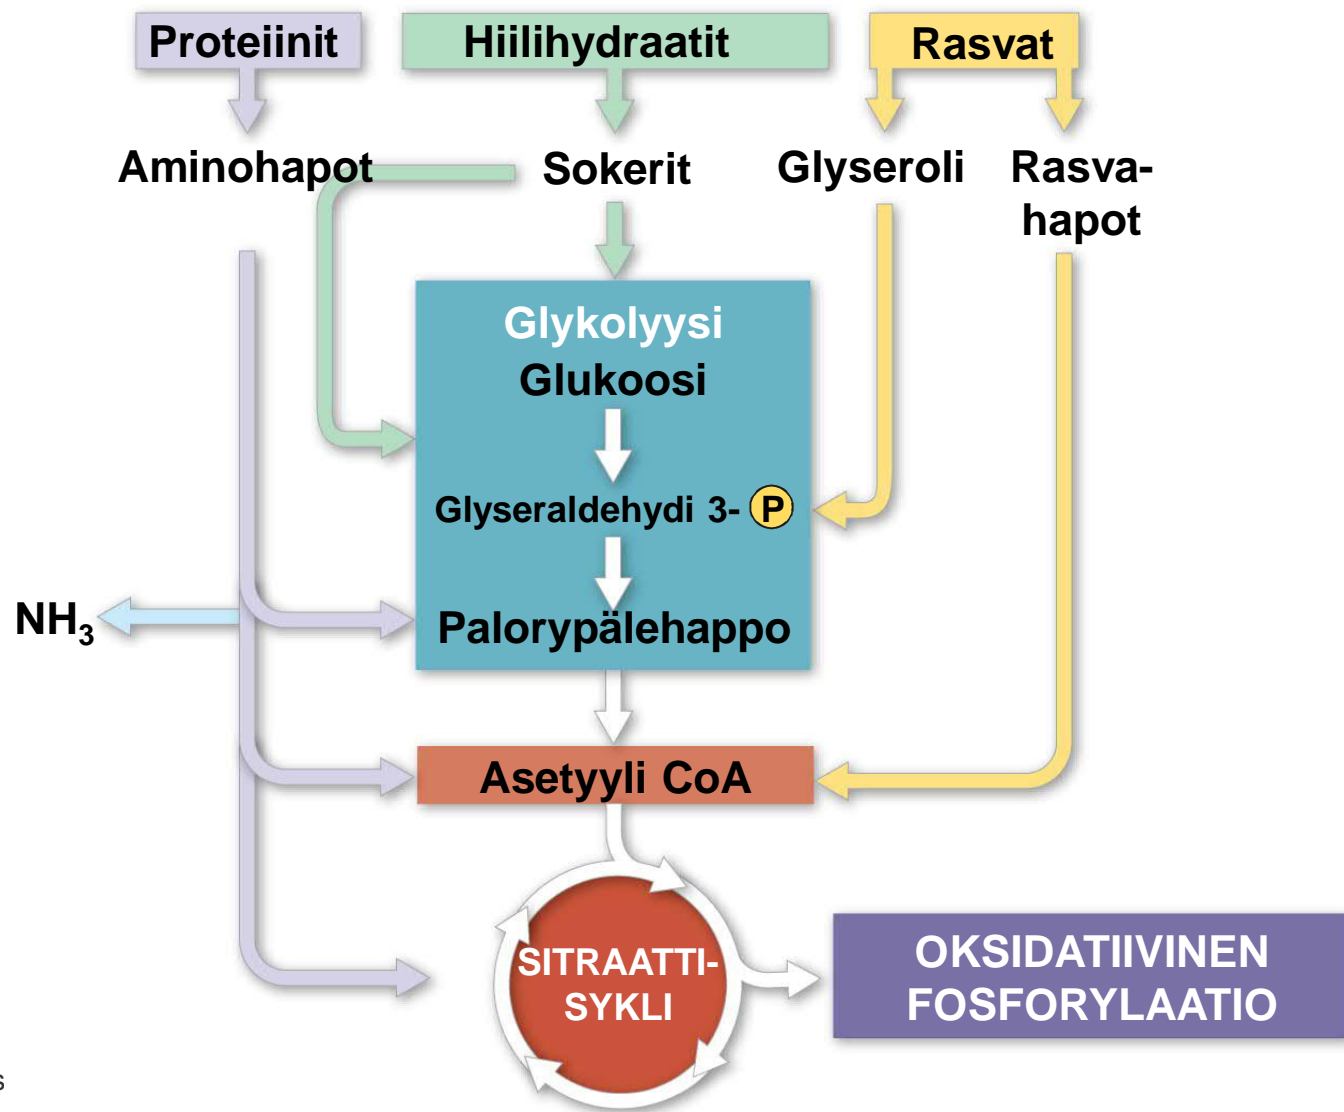 Proteiinit
Hiilihydraatit
Rasvat
Aminohapot
Sokerit
Glyseroli
Rasva-
hapot
Glykolyysi
Glukoosi
Glyseraldehydi 3- P
NH₃
Palorypälehappo
Asetyyli CoA
SITRAATTI-
SYKLI
OKSIDATIIVINEN
FOSFORYLAATIO
s